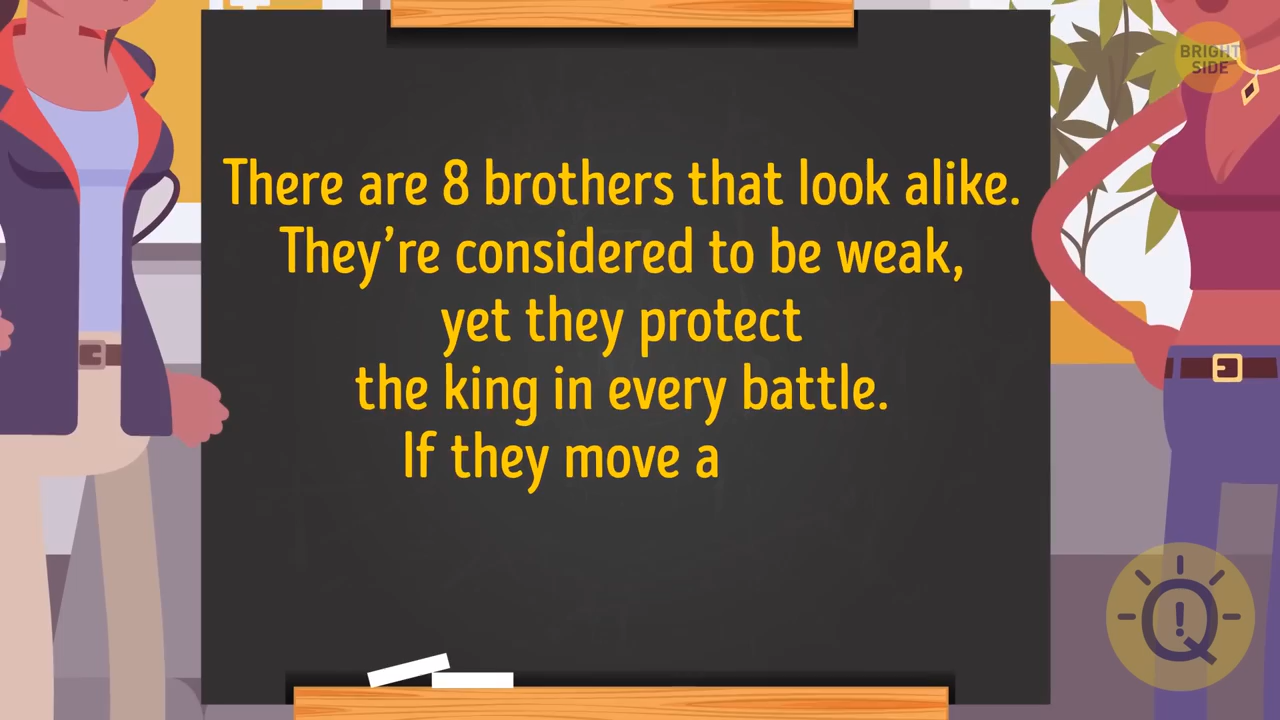 BRIGHT
SIDE
There are 8 brothers that look alike.
They're considered to be weak,
yet they protect
the king in every battle.
If they move a
Q!